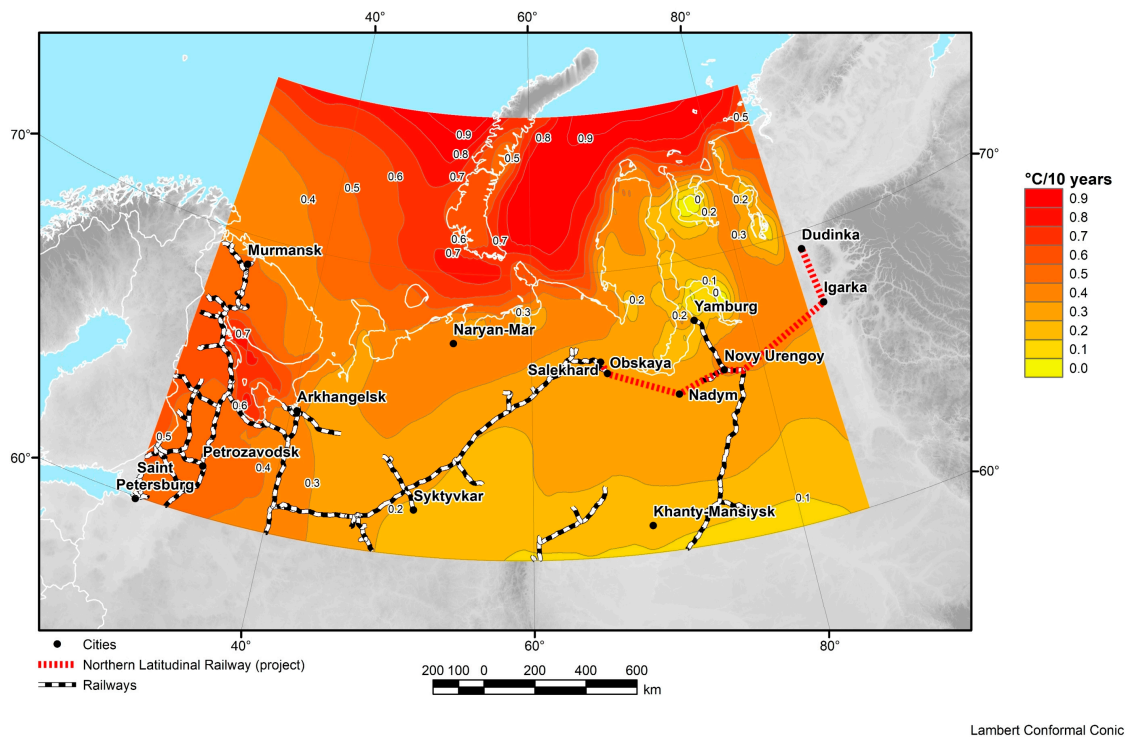 40°
60°
80°
70°
70°
60°
60°
40°
60°
80°
0.9
0.8
0.9
0.8
0.5
0.7
0.6
0.5
0.4
0.6
0.7
0.7
0.5
0
0.2
0.2
0.3
0.1
0
0.2
0.2
0.3
0.7
0.6
0.5
0.4
0.3
0.2
0.1
Murmansk
Dudinka
Igarka
Yamburg
Naryan-Mar
Novy Urengoy
Obskaya
Salekhard
Nadym
Arkhangelsk
Petrozavodsk
Saint
Petersburg
Syktyvkar
Khanty-Mansiysk
°C/10 years
0.9
0.8
0.7
0.6
0.5
0.4
0.3
0.2
0.1
0.0
Cities
Northern Latitudinal Railway (project)
Railways
200 100 0 200 400 600
km
Lambert Conformal Conic